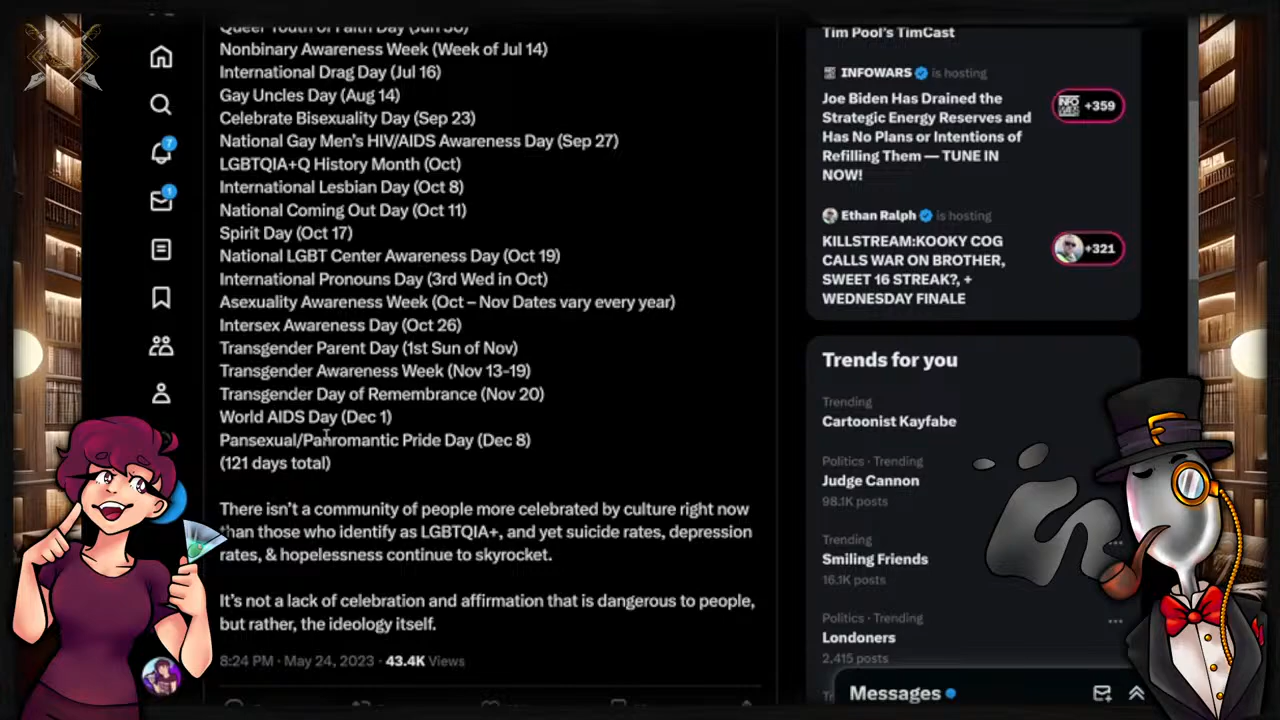 Queer Youth of Faith Day (Jun 30)
Nonbinary Awareness Week (Week of Jul 14)
International Drag Day (Jul 16)
Gay Uncles Day (Aug 14)
Celebrate Bisexuality Day (Sep 23)
National Gay Men's HIV/AIDS Awareness Day (Sep 27)
LGBTQIA+Q History Month (Oct)
International Lesbian Day (Oct 8)
National Coming Out Day (Oct 11)
Spirit Day (Oct 17)
National LGBT Center Awareness Day (Oct 19)
International Pronouns Day (3rd Wed in Oct)
Asexuality Awareness Week (Oct – Nov Dates vary every year)
Intersex Awareness Day (Oct 26)
Transgender Parent Day (1st Sun of Nov)
Transgender Awareness Week (Nov 13-19)
Transgender Day of Remembrance (Nov 20)
World AIDS Day (Dec 1)
Pansexual/Panromantic Pride Day (Dec 8)
(121 days total)
There isn't a community of people more celebrated by culture right now
than those who identify as LGBTQIA+, and yet suicide rates, depression
rates, & hopelessness continue to skyrocket.
It's not a lack of celebration and affirmation that is dangerous to people,
but rather, the ideology itself.
8:24 PM · May 24, 2023 · 43.4K Views
7
1
Tim Pool's TimCast
INFOWARS is hosting
Joe Biden Has Drained the
Strategic Energy Reserves and
Has No Plans or Intentions of
Refilling Them — TUNE IN
NOW!
+359
Ethan Ralph is hosting
KILLSTREAM:KOOKY COG
CALLS WAR ON BROTHER,
SWEET 16 STREAK?, +
WEDNESDAY FINALE
+321
Trends for you
Trending
Cartoonist Kayfabe
Politics · Trending
Judge Cannon
98.1K posts
Trending
Smiling Friends
16.1K posts
Politics · Trending
Londoners
2,415 posts
Messages